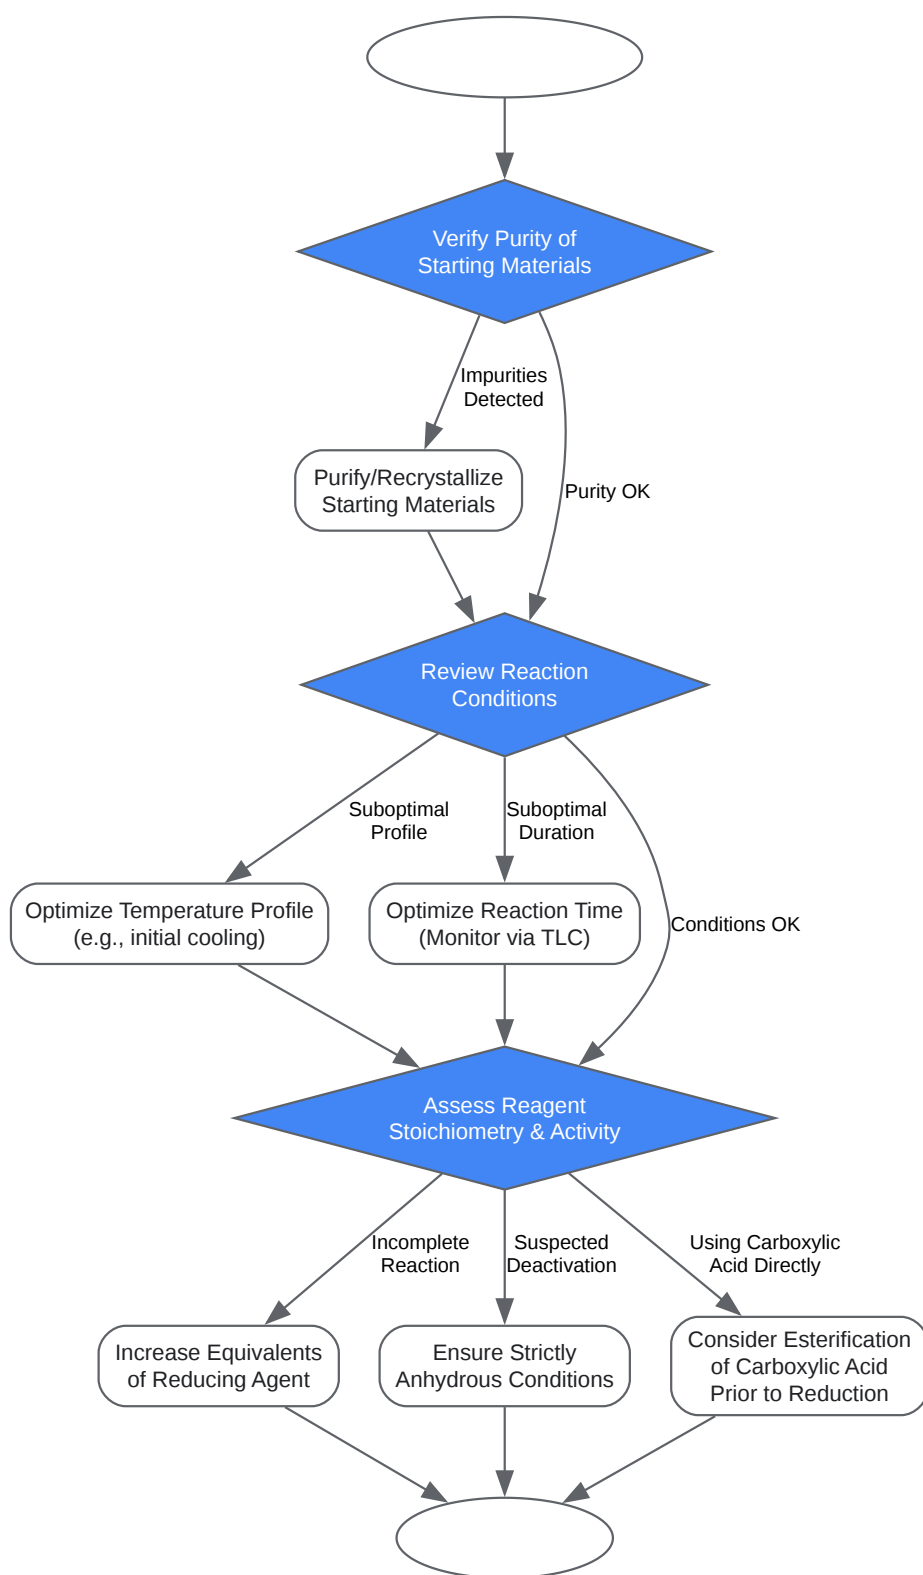 Verify Purity of
Starting Materials
Impurities
Detected
Purify/Recrystallize
Starting Materials
Purity OK
Review Reaction
Conditions
Suboptimal
Profile
Suboptimal
Duration
Optimize Temperature Profile
(e.g., initial cooling)
Optimize Reaction Time
(Monitor via TLC)
Conditions OK
Assess Reagent
Stoichiometry & Activity
Incomplete
Reaction
Suspected
Deactivation
Using Carboxylic
Acid Directly
Increase Equivalents
of Reducing Agent
Ensure Strictly
Anhydrous Conditions
Consider Esterification
of Carboxylic Acid
Prior to Reduction